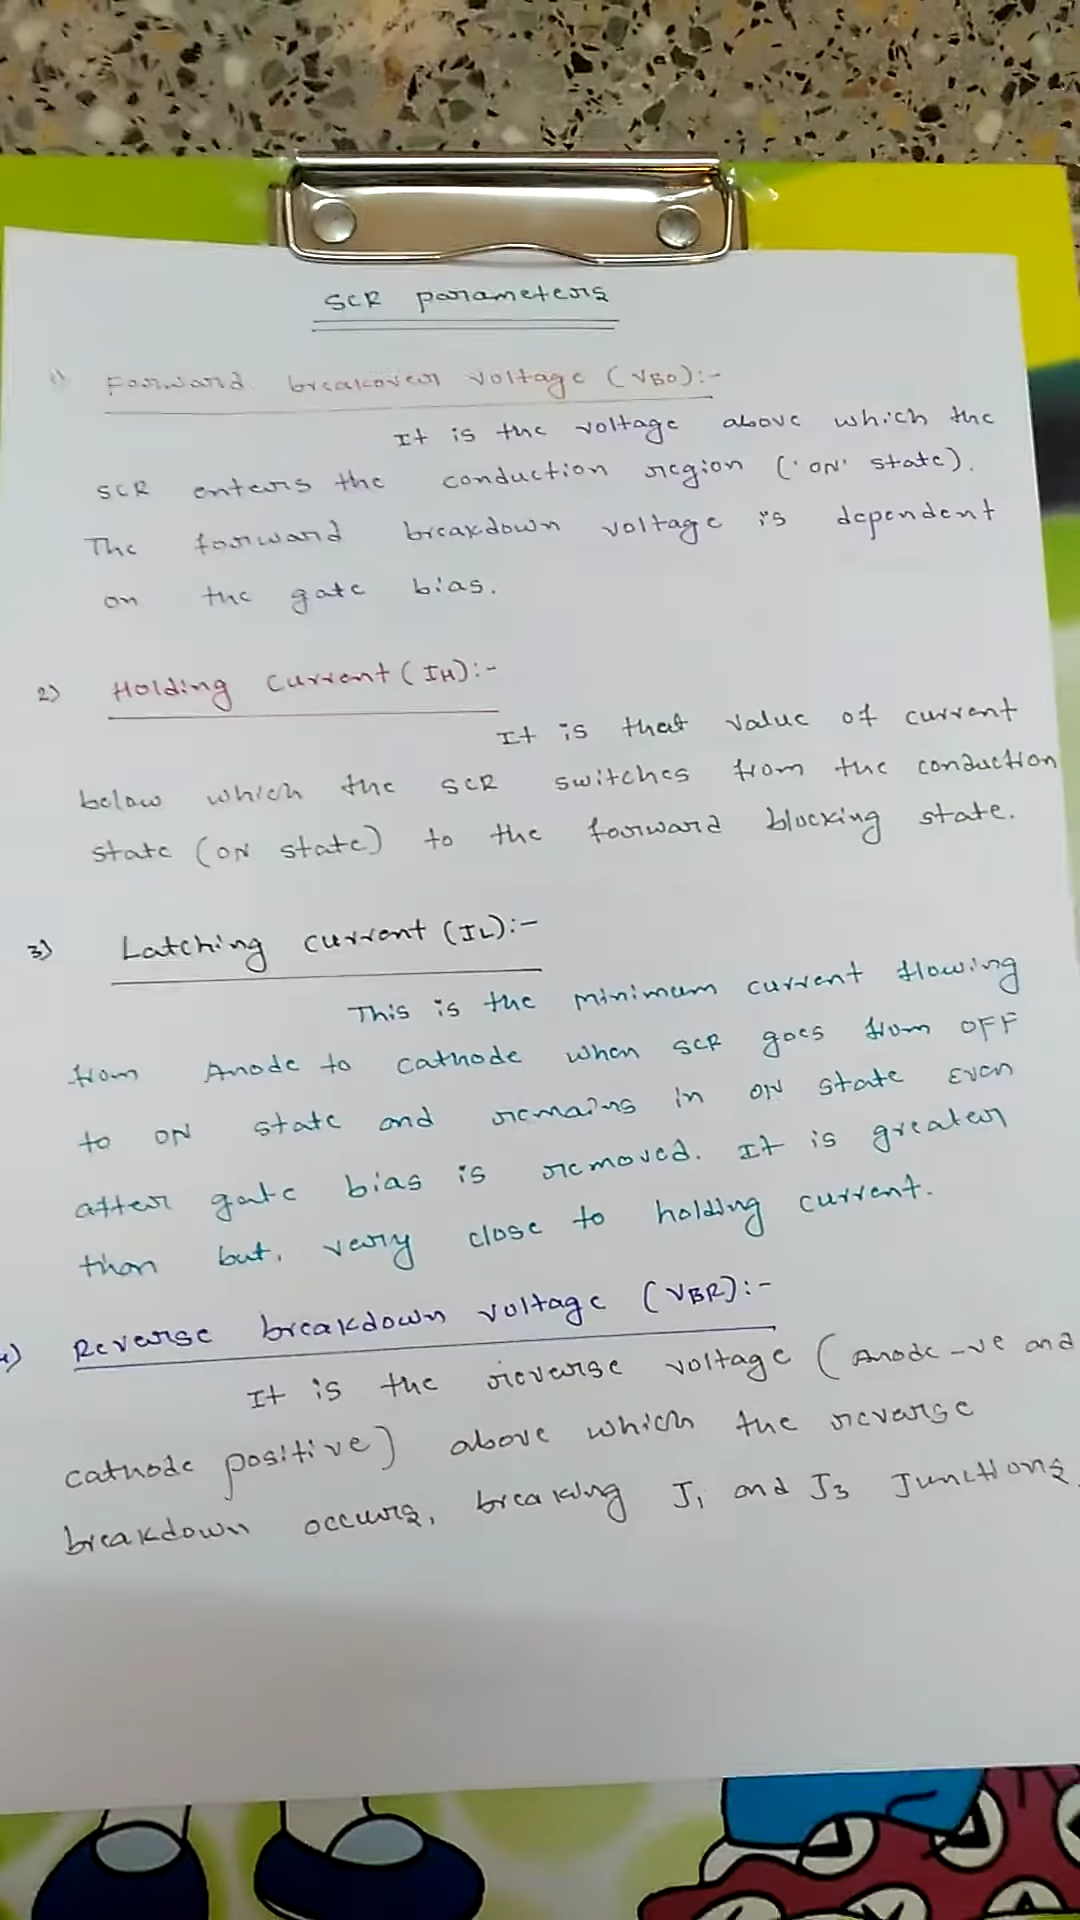 SCR parameters
1) Forward breakover voltage (VBO):-
It is the voltage above which the
SCR enters the conduction region ('ON' state).
The forward breakdown voltage is dependent
on the gate bias.
2) Holding current (IH):-
It is that value of current
below which the SCR switches from the conduction
state (ON state) to the forward blocking state.
3) Latching current (IL):-
This is the minimum current flowing
from Anode to cathode when SCR goes from OFF
to ON state and remains in ON state even
after gate bias is removed. It is greater
than but, very close to holding current.
4) Reverse breakdown voltage (VBR):-
It is the reverse voltage (Anode -ve and
cathode positive) above which the reverse
breakdown occurs, breaking J1 and J3 Junctions.